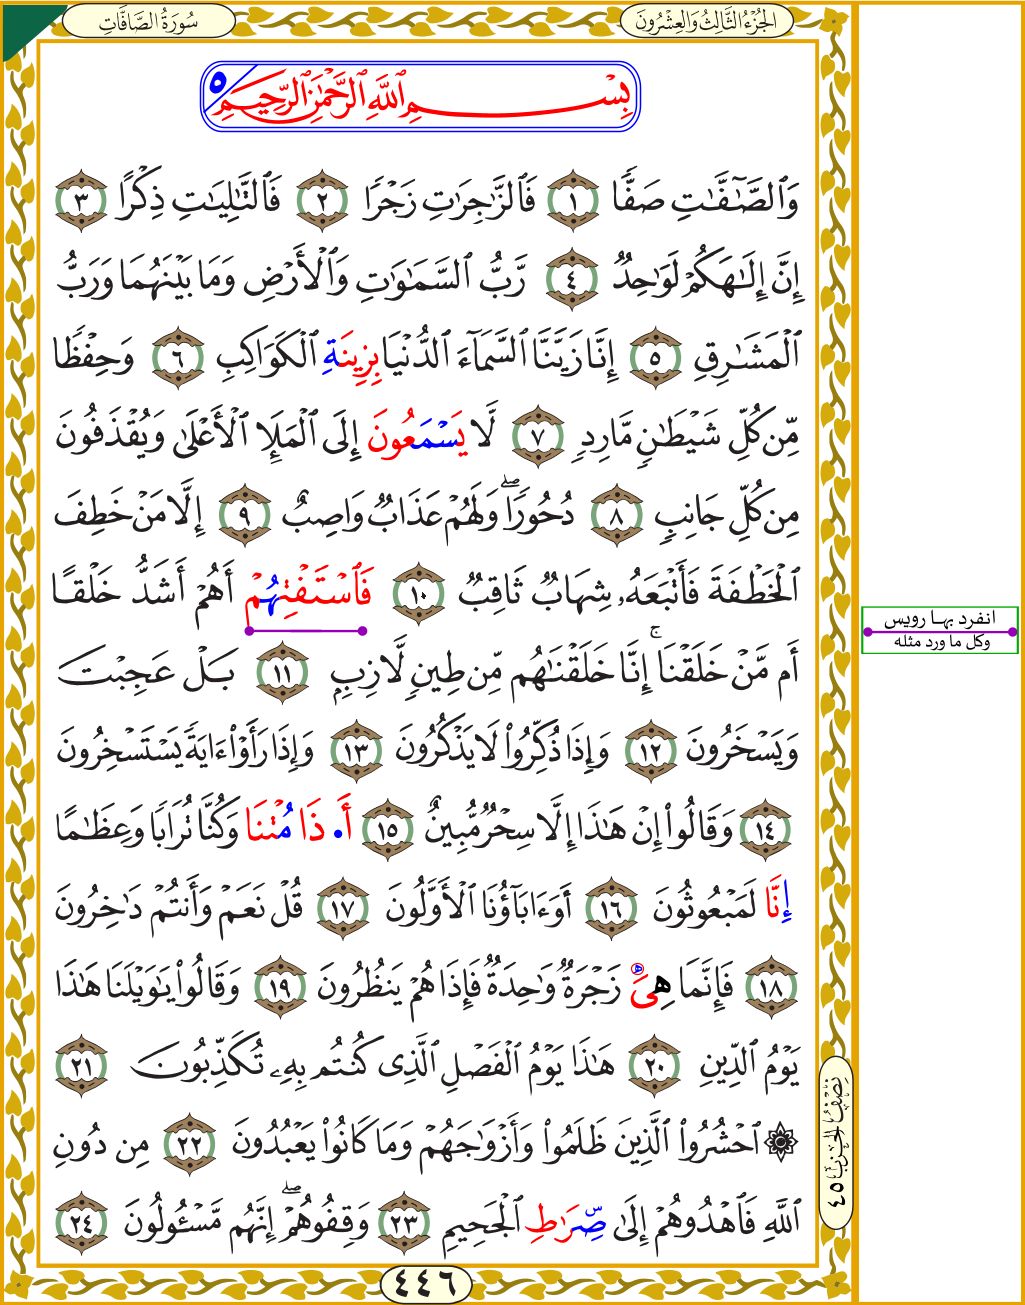 سُورَةُ الصَّافَّاتِ
الجُزْءُ الثَّالِثُ وَالعِشْرُونَ
٥ بِسْمِ ٱللَّهِ ٱلرَّحْمَٰنِ ٱلرَّحِيمِ
وَٱلصَّٰٓفَّٰتِ صَفًّا ١ فَٱلزَّٰجِرَٰتِ زَجْرًا ٢ فَٱلتَّٰلِيَٰتِ ذِكْرًا ٣
إِنَّ إِلَٰهَكُمْ لَوَٰحِدٌ ٤ رَّبُّ ٱلسَّمَٰوَٰتِ وَٱلْأَرْضِ وَمَا بَيْنَهُمَا وَرَبُّ
ٱلْمَشَٰرِقِ ٥ إِنَّا زَيَّنَّا ٱلسَّمَآءَ ٱلدُّنْيَا بِزِينَةِ ٱلْكَوَاكِبِ ٦ وَحِفْظًا
مِّن كُلِّ شَيْطَٰنٍ مَّارِدٍ ٧ لَّا يَسْمَعُونَ إِلَى ٱلْمَلَإِ ٱلْأَعْلَىٰ وَيُقْذَفُونَ
مِن كُلِّ جَانِبٍ ٨ دُحُورًاۖ وَلَهُمْ عَذَابٌ وَاصِبٌ ٩ إِلَّا مَنْ خَطِفَ
ٱلْخَطْفَةَ فَأَتْبَعَهُۥ شِهَابٌ ثَاقِبٌ ١٠ فَٱسْتَفْتِهُمْ أَهُمْ أَشَدُّ خَلْقًا
أَم مَّنْ خَلَقْنَاۚ إِنَّا خَلَقْنَٰهُم مِّن طِينٍ لَّازِبٍ ١١ بَلْ عَجِبْتَ
وَيَسْخَرُونَ ١٢ وَإِذَا ذُكِّرُوا۟ لَا يَذْكُرُونَ ١٣ وَإِذَا رَأَوْا۟ ءَايَةً يَسْتَسْخِرُونَ
١٤ وَقَالُوٓا۟ إِنْ هَٰذَا إِلَّا سِحْرٌ مُّبِينٌ ١٥ أَ۬ذَا مُتْنَا وَكُنَّا تُرَابًا وَعِظَٰمًا
إِنَّا لَمَبْعُوثُونَ ١٦ أَوَءَابَآؤُنَا ٱلْأَوَّلُونَ ١٧ قُلْ نَعَمْ وَأَنتُمْ دَٰخِرُونَ
١٨ فَإِنَّمَا هِىَ زَجْرَةٌ وَٰحِدَةٌ فَإِذَا هُمْ يَنظُرُونَ ١٩ وَقَالُوا۟ يَٰوَيْلَنَا هَٰذَا
يَوْمُ ٱلدِّينِ ٢٠ هَٰذَا يَوْمُ ٱلْفَصْلِ ٱلَّذِى كُنتُم بِهِۦ تُكَذِّبُونَ ٢١
۞ ٱحْشُرُوا۟ ٱلَّذِينَ ظَلَمُوا۟ وَأَزْوَٰجَهُمْ وَمَا كَانُوا۟ يَعْبُدُونَ ٢٢ مِن دُونِ
ٱللَّهِ فَٱهْدُوهُمْ إِلَىٰ صِرَٰطِ ٱلْجَحِيمِ ٢٣ وَقِفُوهُمْۖ إِنَّهُم مَّسْـُٔولُونَ ٢٤
انفرد بها رويس
وكل ما ورد مثله
نِصْفُ الحِزْبِ ٤٥
٤٤٦